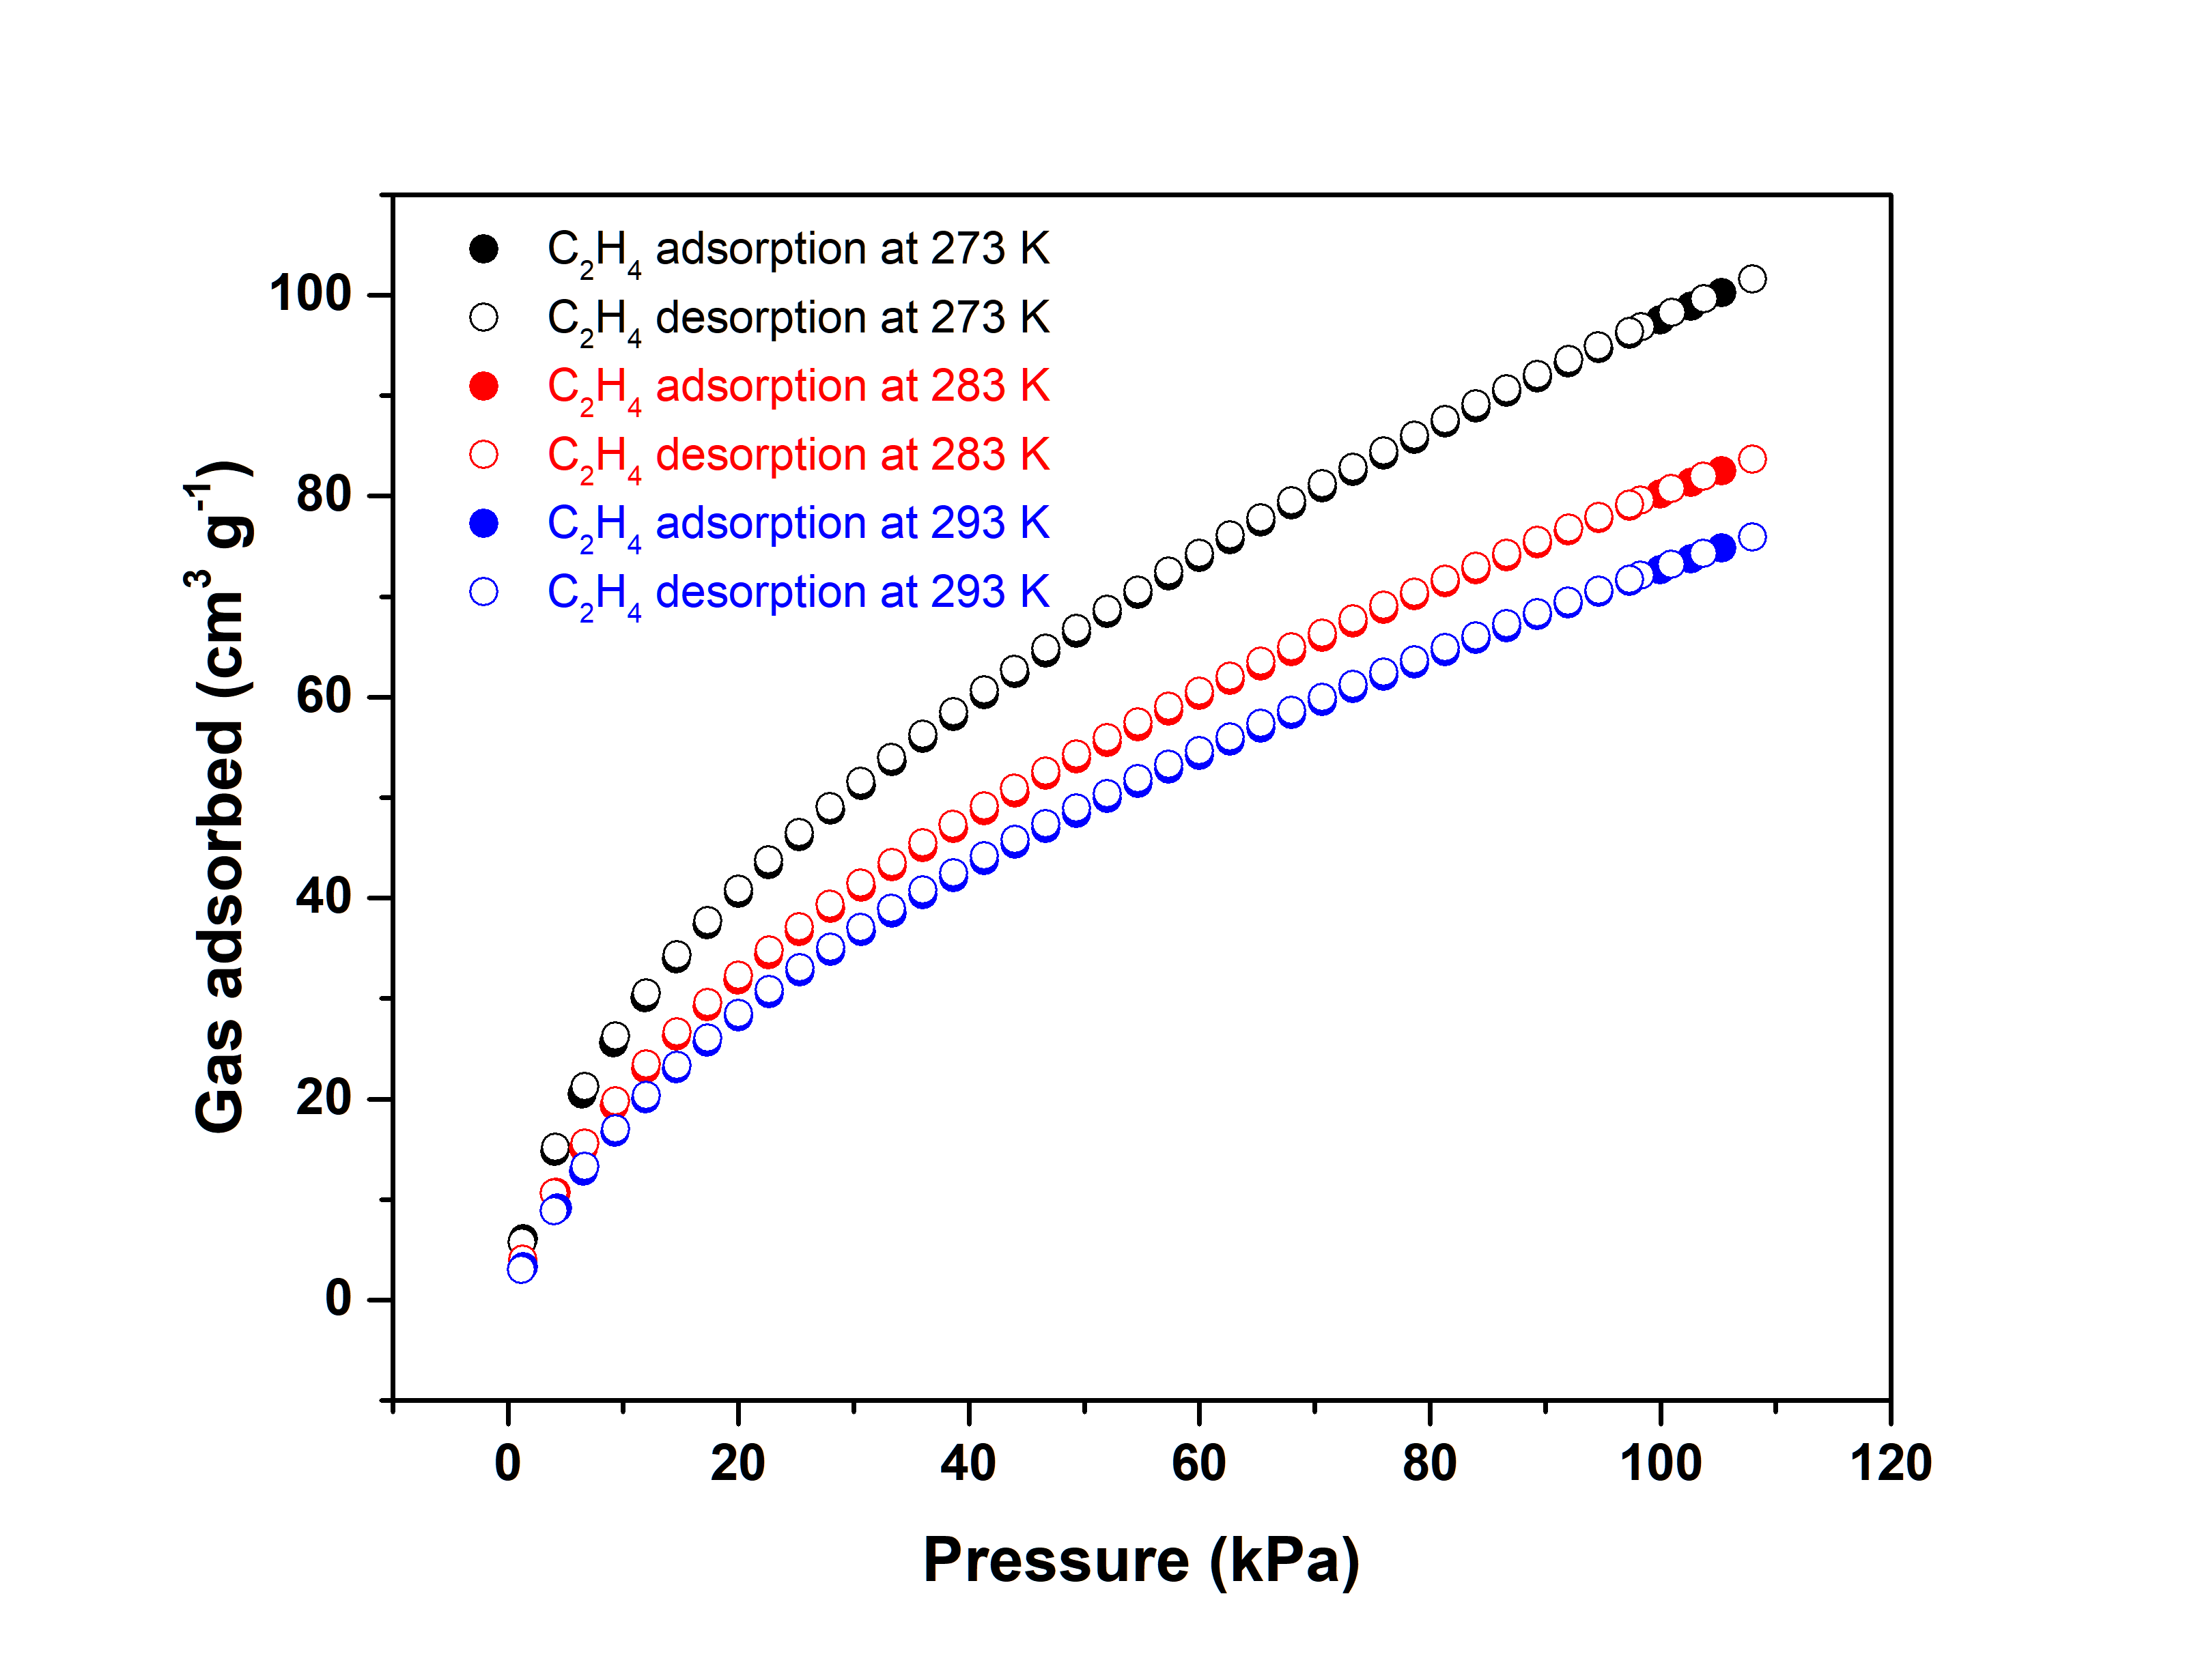 C₂H₄ adsorption at 273 K
C₂H₄ desorption at 273 K
C₂H₄ adsorption at 283 K
C₂H₄ desorption at 283 K
C₂H₄ adsorption at 293 K
C₂H₄ desorption at 293 K
100
80
60
40
20
0
Gas adsorbed (cm³ g⁻¹)
0 20 40 60 80 100 120
Pressure (kPa)